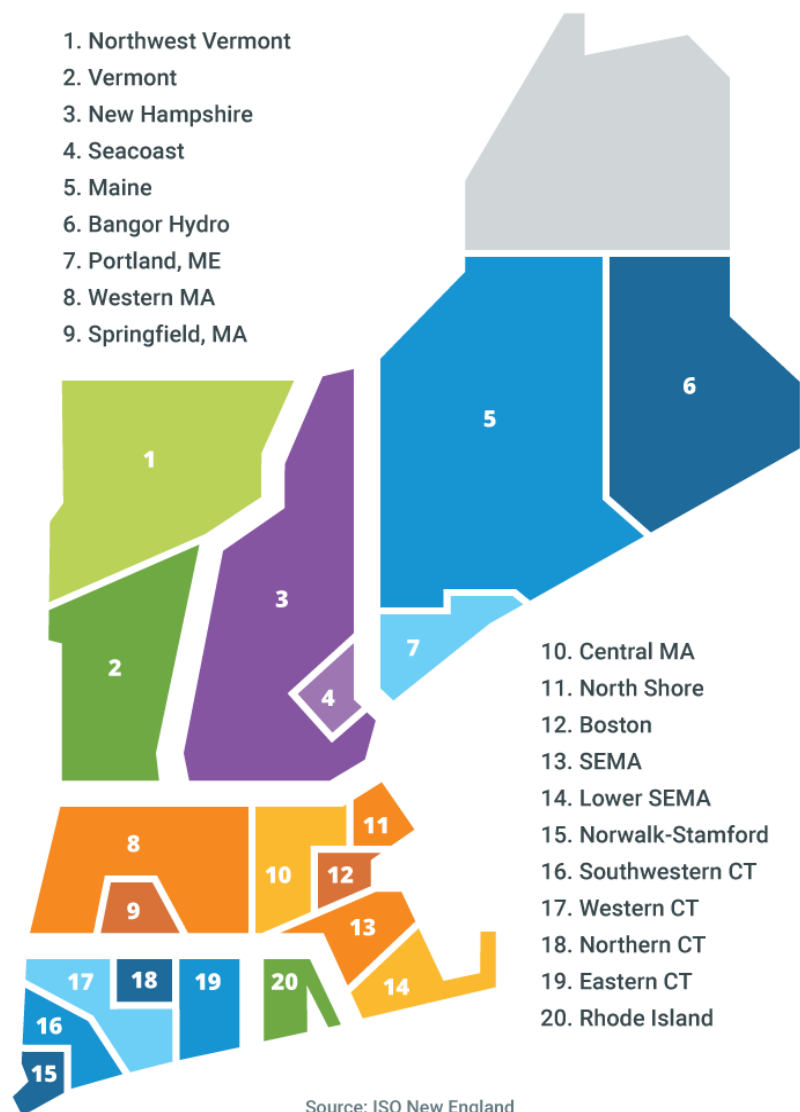 1. Northwest Vermont
2. Vermont
3. New Hampshire
4. Seacoast
5. Maine
6. Bangor Hydro
7. Portland, ME
8. Western MA
9. Springfield, MA
1
2
3
4
5
6
7
10. Central MA
11. North Shore
12. Boston
13. SEMA
14. Lower SEMA
15. Norwalk-Stamford
16. Southwestern CT
17. Western CT
18. Northern CT
19. Eastern CT
20. Rhode Island
8
9
10
11
12
13
14
15
16
17
18
19
20
Source: ISO New England